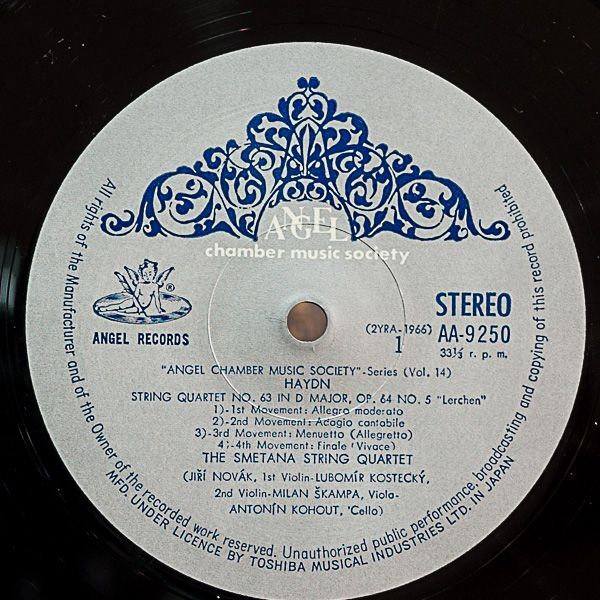 ANGEL
chamber music society
®
ANGEL RECORDS
STEREO
(2YRA-1966) AA-9250
1 33⅓ r. p. m.
"ANGEL CHAMBER MUSIC SOCIETY"-Series (Vol. 14)
HAYDN
STRING QUARTET NO. 63 IN D MAJOR, OP. 64 NO. 5 "Lerchen"
1)-1st Movement: Allegro moderato
2)-2nd Movement: Adagio cantabile
3)-3rd Movement: Menuetto (Allegretto)
4)-4th Movement: Finale (Vivace)
THE SMETANA STRING QUARTET
(JIŘÍ NOVÁK, 1st Violin-LUBOMÍR KOSTECKÝ,
2nd Violin-MILAN ŠKAMPA, Viola-
ANTONÍN KOHOUT, 'Cello)
All rights of the Manufacturer and of the Owner of the recorded work reserved. Unauthorized public performance, broadcasting and copying of this record prohibited
MFD. UNDER LICENCE BY TOSHIBA MUSICAL INDUSTRIES LTD. IN JAPAN